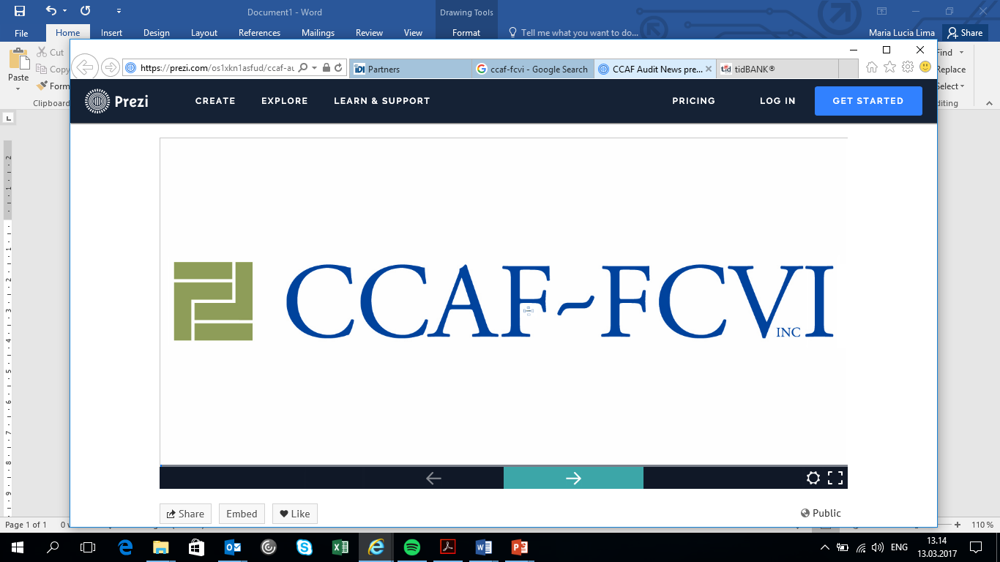 Document1 - Word
Drawing Tools
File Home Insert Design Layout References Mailings Review View Format Tell me what you want to do... Maria Lucia Lima Share
Cut
Copy
Paste
Form
Clipboard
Find
Replace
Select
diting
https://prezi.com/os1xkn1asfud/ccaf-au
Partners
ccaf-fcvi - Google Search
CCAF Audit News pre...
tidBANK®
Prezi CREATE EXPLORE LEARN & SUPPORT PRICING LOG IN GET STARTED
CCAF~FCVI
INC
Share Embed Like Public
Page 1 of 1 0 w 110 %
ENG
13.14
13.03.2017